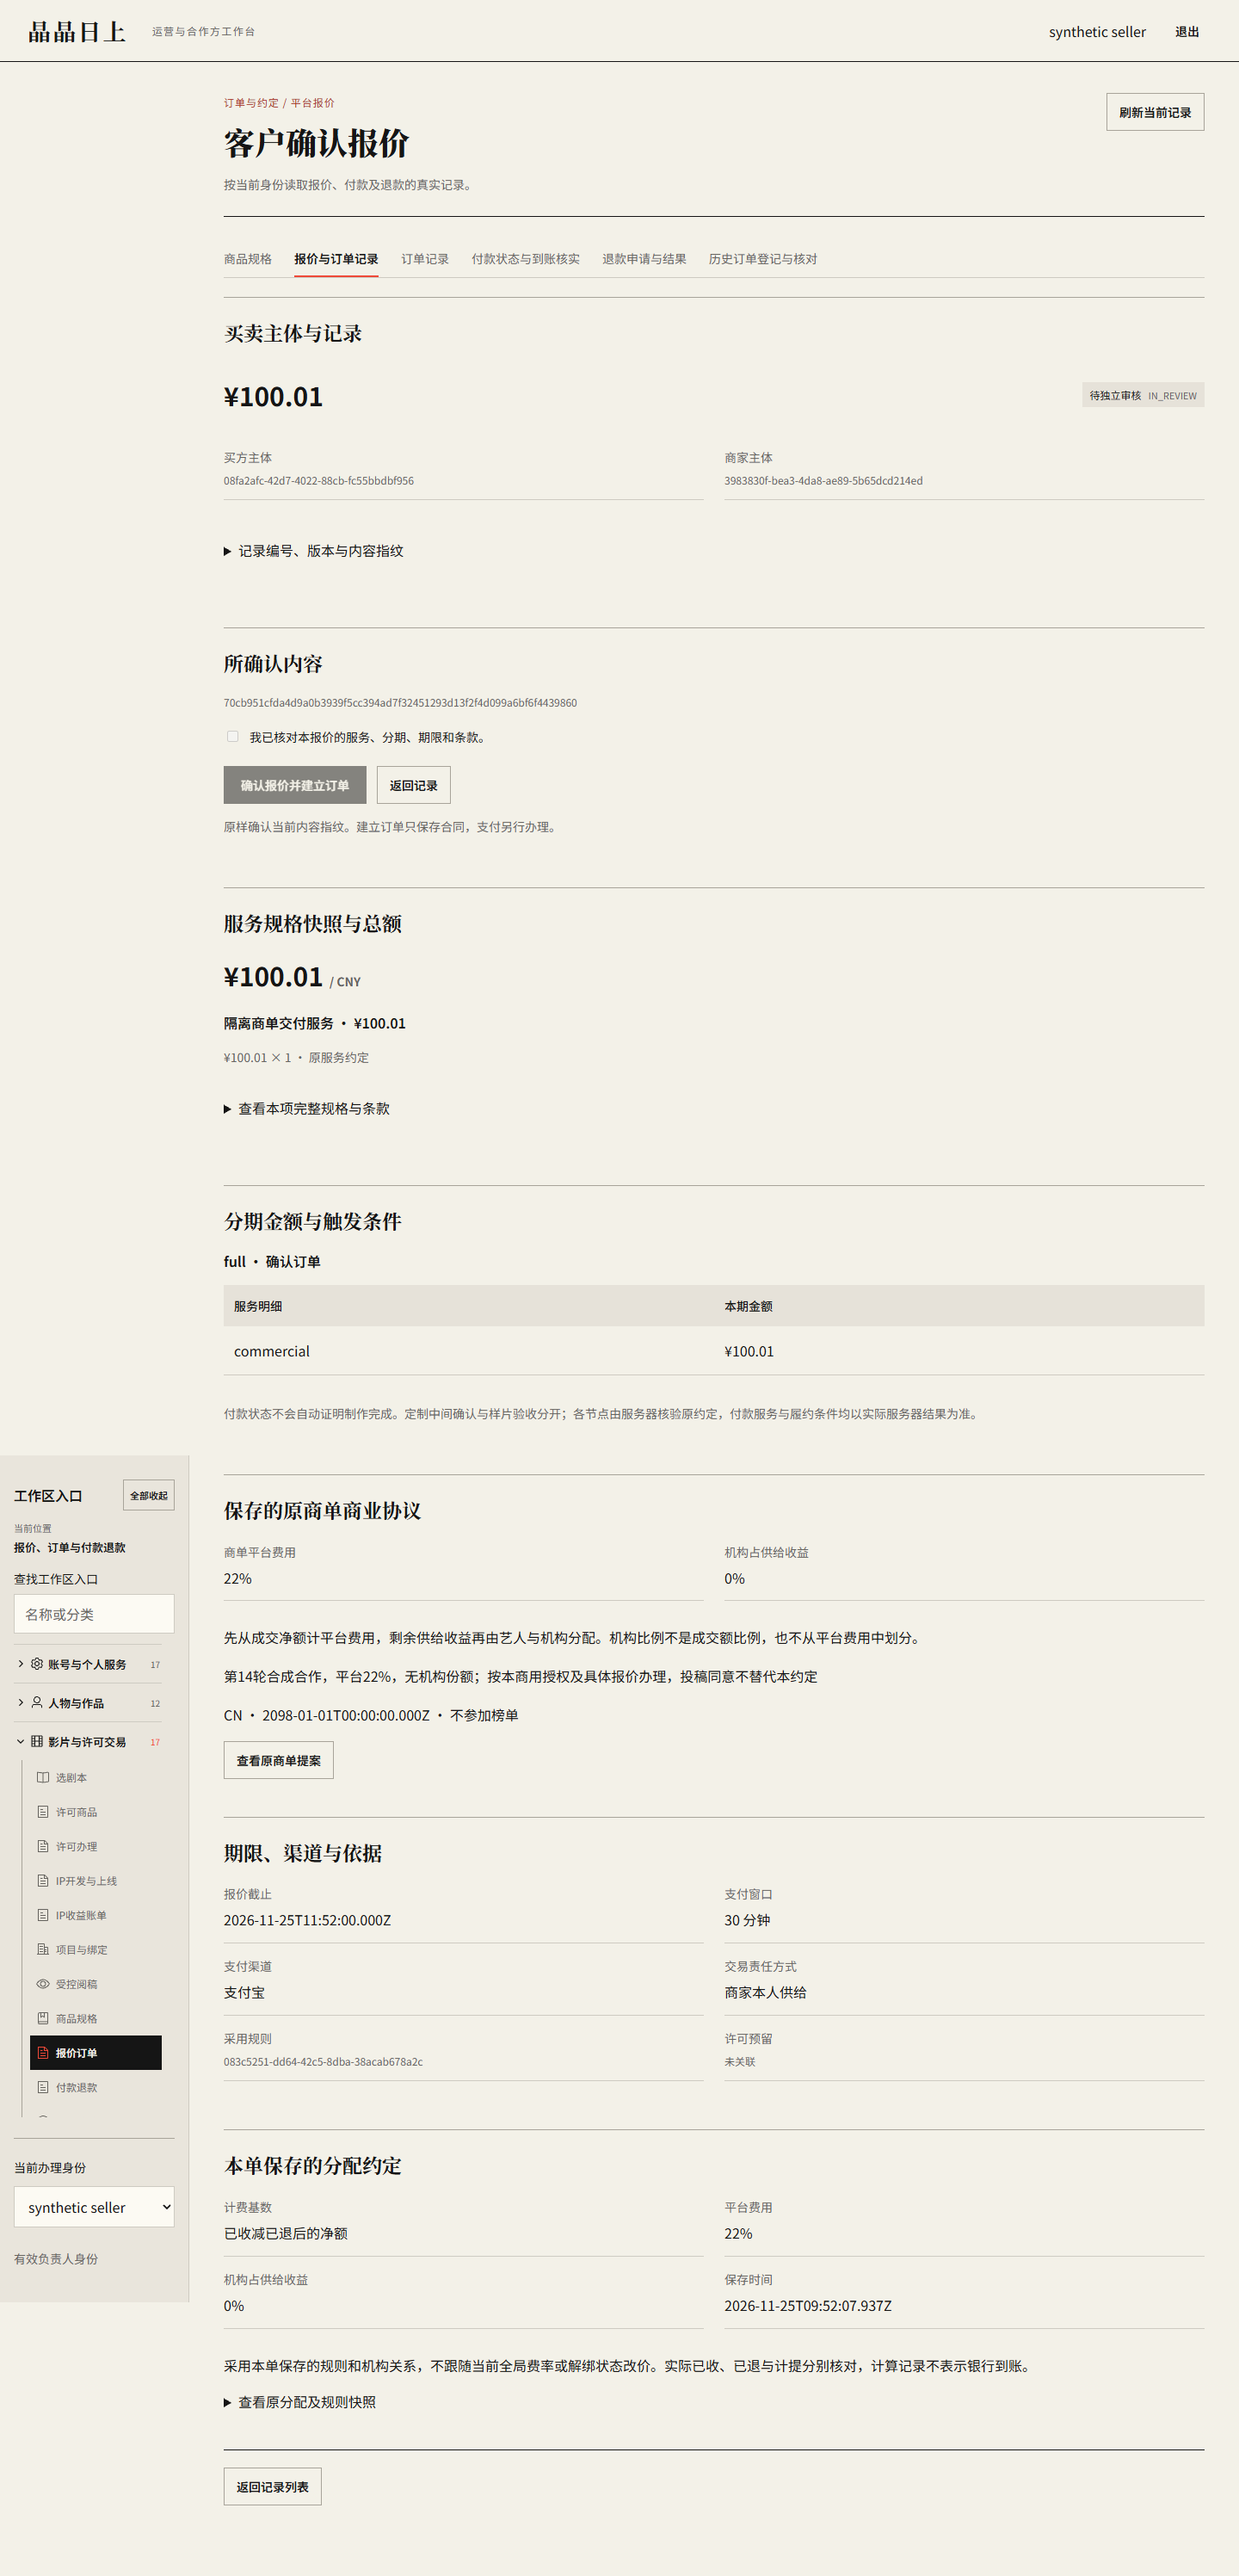 晶晶日上
运营与合作方工作台
synthetic seller
退出
订单与约定 / 平台报价
客户确认报价
按当前身份读取报价、付款及退款的真实记录。
刷新当前记录
商品规格
报价与订单记录
订单记录
付款状态与到账核实
退款申请与结果
历史订单登记与核对
买卖主体与记录
¥100.01
待独立审核 IN_REVIEW
买方主体
08fa2afc-42d7-4022-88cb-fc55bbdbf956
商家主体
3983830f-bea3-4da8-ae89-5b65dcd214ed
记录编号、版本与内容指纹
所确认内容
70cb951cfda4d9a0b3939f5cc394ad7f32451293d13f2f4d099a6bf6f4439860
我已核对本报价的服务、分期、期限和条款。
确认报价并建立订单
返回记录
原样确认当前内容指纹。建立订单只保存合同，支付另行办理。
服务规格快照与总额
¥100.01 / CNY
隔离商单交付服务 · ¥100.01
¥100.01 × 1 · 原服务约定
查看本项完整规格与条款
分期金额与触发条件
full · 确认订单
服务明细
本期金额
commercial
¥100.01
付款状态不会自动证明制作完成。定制中间确认与样片验收分开；各节点由服务器核验原约定，付款服务与履约条件均以实际服务器结果为准。
工作区入口
全部收起
当前位置
报价、订单与付款退款
查找工作区入口
名称或分类
账号与个人服务 17
人物与作品 12
影片与许可交易 17
选剧本
许可商品
许可办理
IP开发与上线
IP收益账单
项目与绑定
受控阅稿
商品规格
报价订单
付款退款
当前办理身份
synthetic seller
有效负责人身份
保存的原商单商业协议
商单平台费用
22%
机构占供给收益
0%
先从成交净额计平台费用，剩余供给收益再由艺人与机构分配。机构比例不是成交额比例，也不从平台费用中划分。
第14轮合成合作，平台22%，无机构份额；按本商用授权及具体报价办理，投稿同意不替代本约定
CN · 2098-01-01T00:00:00.000Z · 不参加榜单
查看原商单提案
期限、渠道与依据
报价截止
2026-11-25T11:52:00.000Z
支付窗口
30 分钟
支付渠道
支付宝
交易责任方式
商家本人供给
采用规则
083c5251-dd64-42c5-8dba-38acab678a2c
许可预留
未关联
本单保存的分配约定
计费基数
已收减已退后的净额
平台费用
22%
机构占供给收益
0%
保存时间
2026-11-25T09:52:07.937Z
采用本单保存的规则和机构关系，不跟随当前全局费率或解绑状态改价。实际已收、已退与计提分别核对，计算记录不表示银行到账。
查看原分配及规则快照
返回记录列表